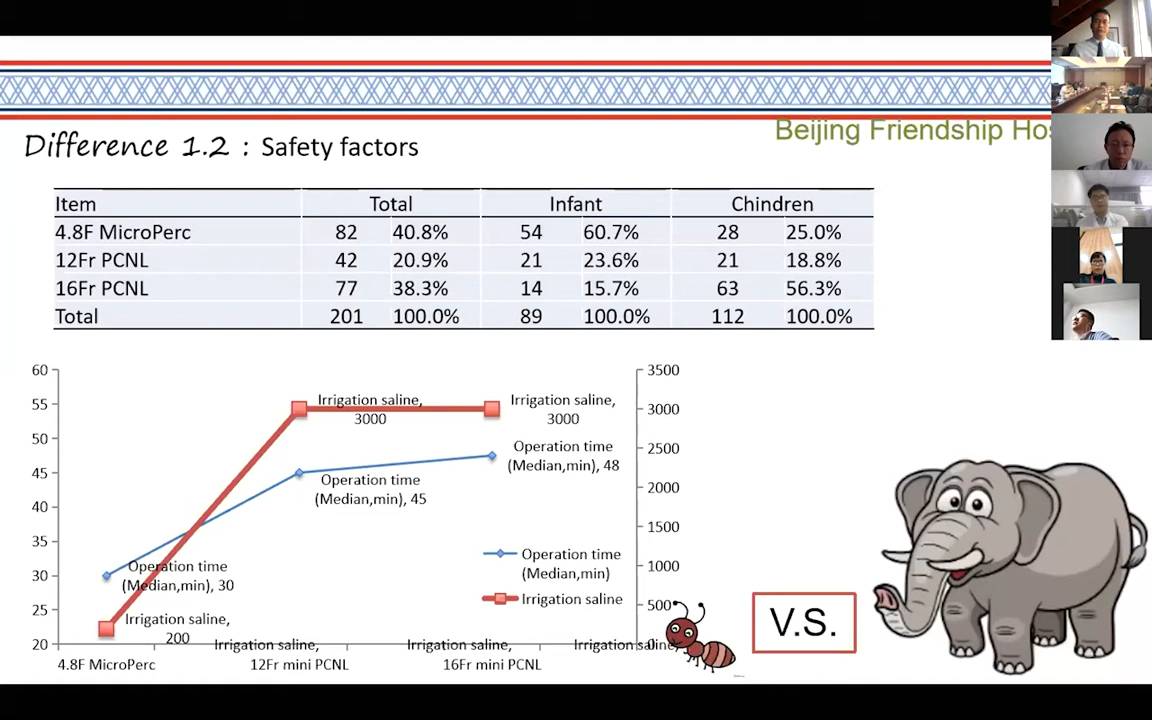 Beijing Friendship Hos
Difference 1.2 : Safety factors
Item Total Infant Chindren
4.8F MicroPerc 82 40.8% 54 60.7% 28 25.0%
12Fr PCNL 42 20.9% 21 23.6% 21 18.8%
16Fr PCNL 77 38.3% 14 15.7% 63 56.3%
Total 201 100.0% 89 100.0% 112 100.0%
60
55
50
45
40
35
30
25
20
3500
3000
2500
2000
1500
1000
500
0
Irrigation saline,
3000
Irrigation saline,
3000
Operation time
(Median,min), 48
Operation time
(Median,min), 45
Operation time
(Median,min), 30
Irrigation saline,
200
Operation time
(Median,min)
Irrigation saline
Irrigation saline,
Irrigation saline,
Irrigation saline,
4.8F MicroPerc
12Fr mini PCNL
16Fr mini PCNL
V.S.